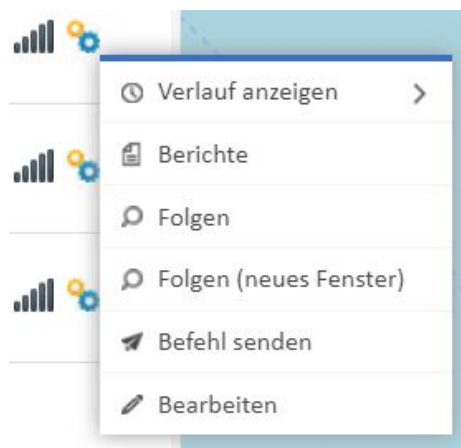 Verlauf anzeigen
Berichte
Folgen
Folgen (neues Fenster)
Befehl senden
Bearbeiten